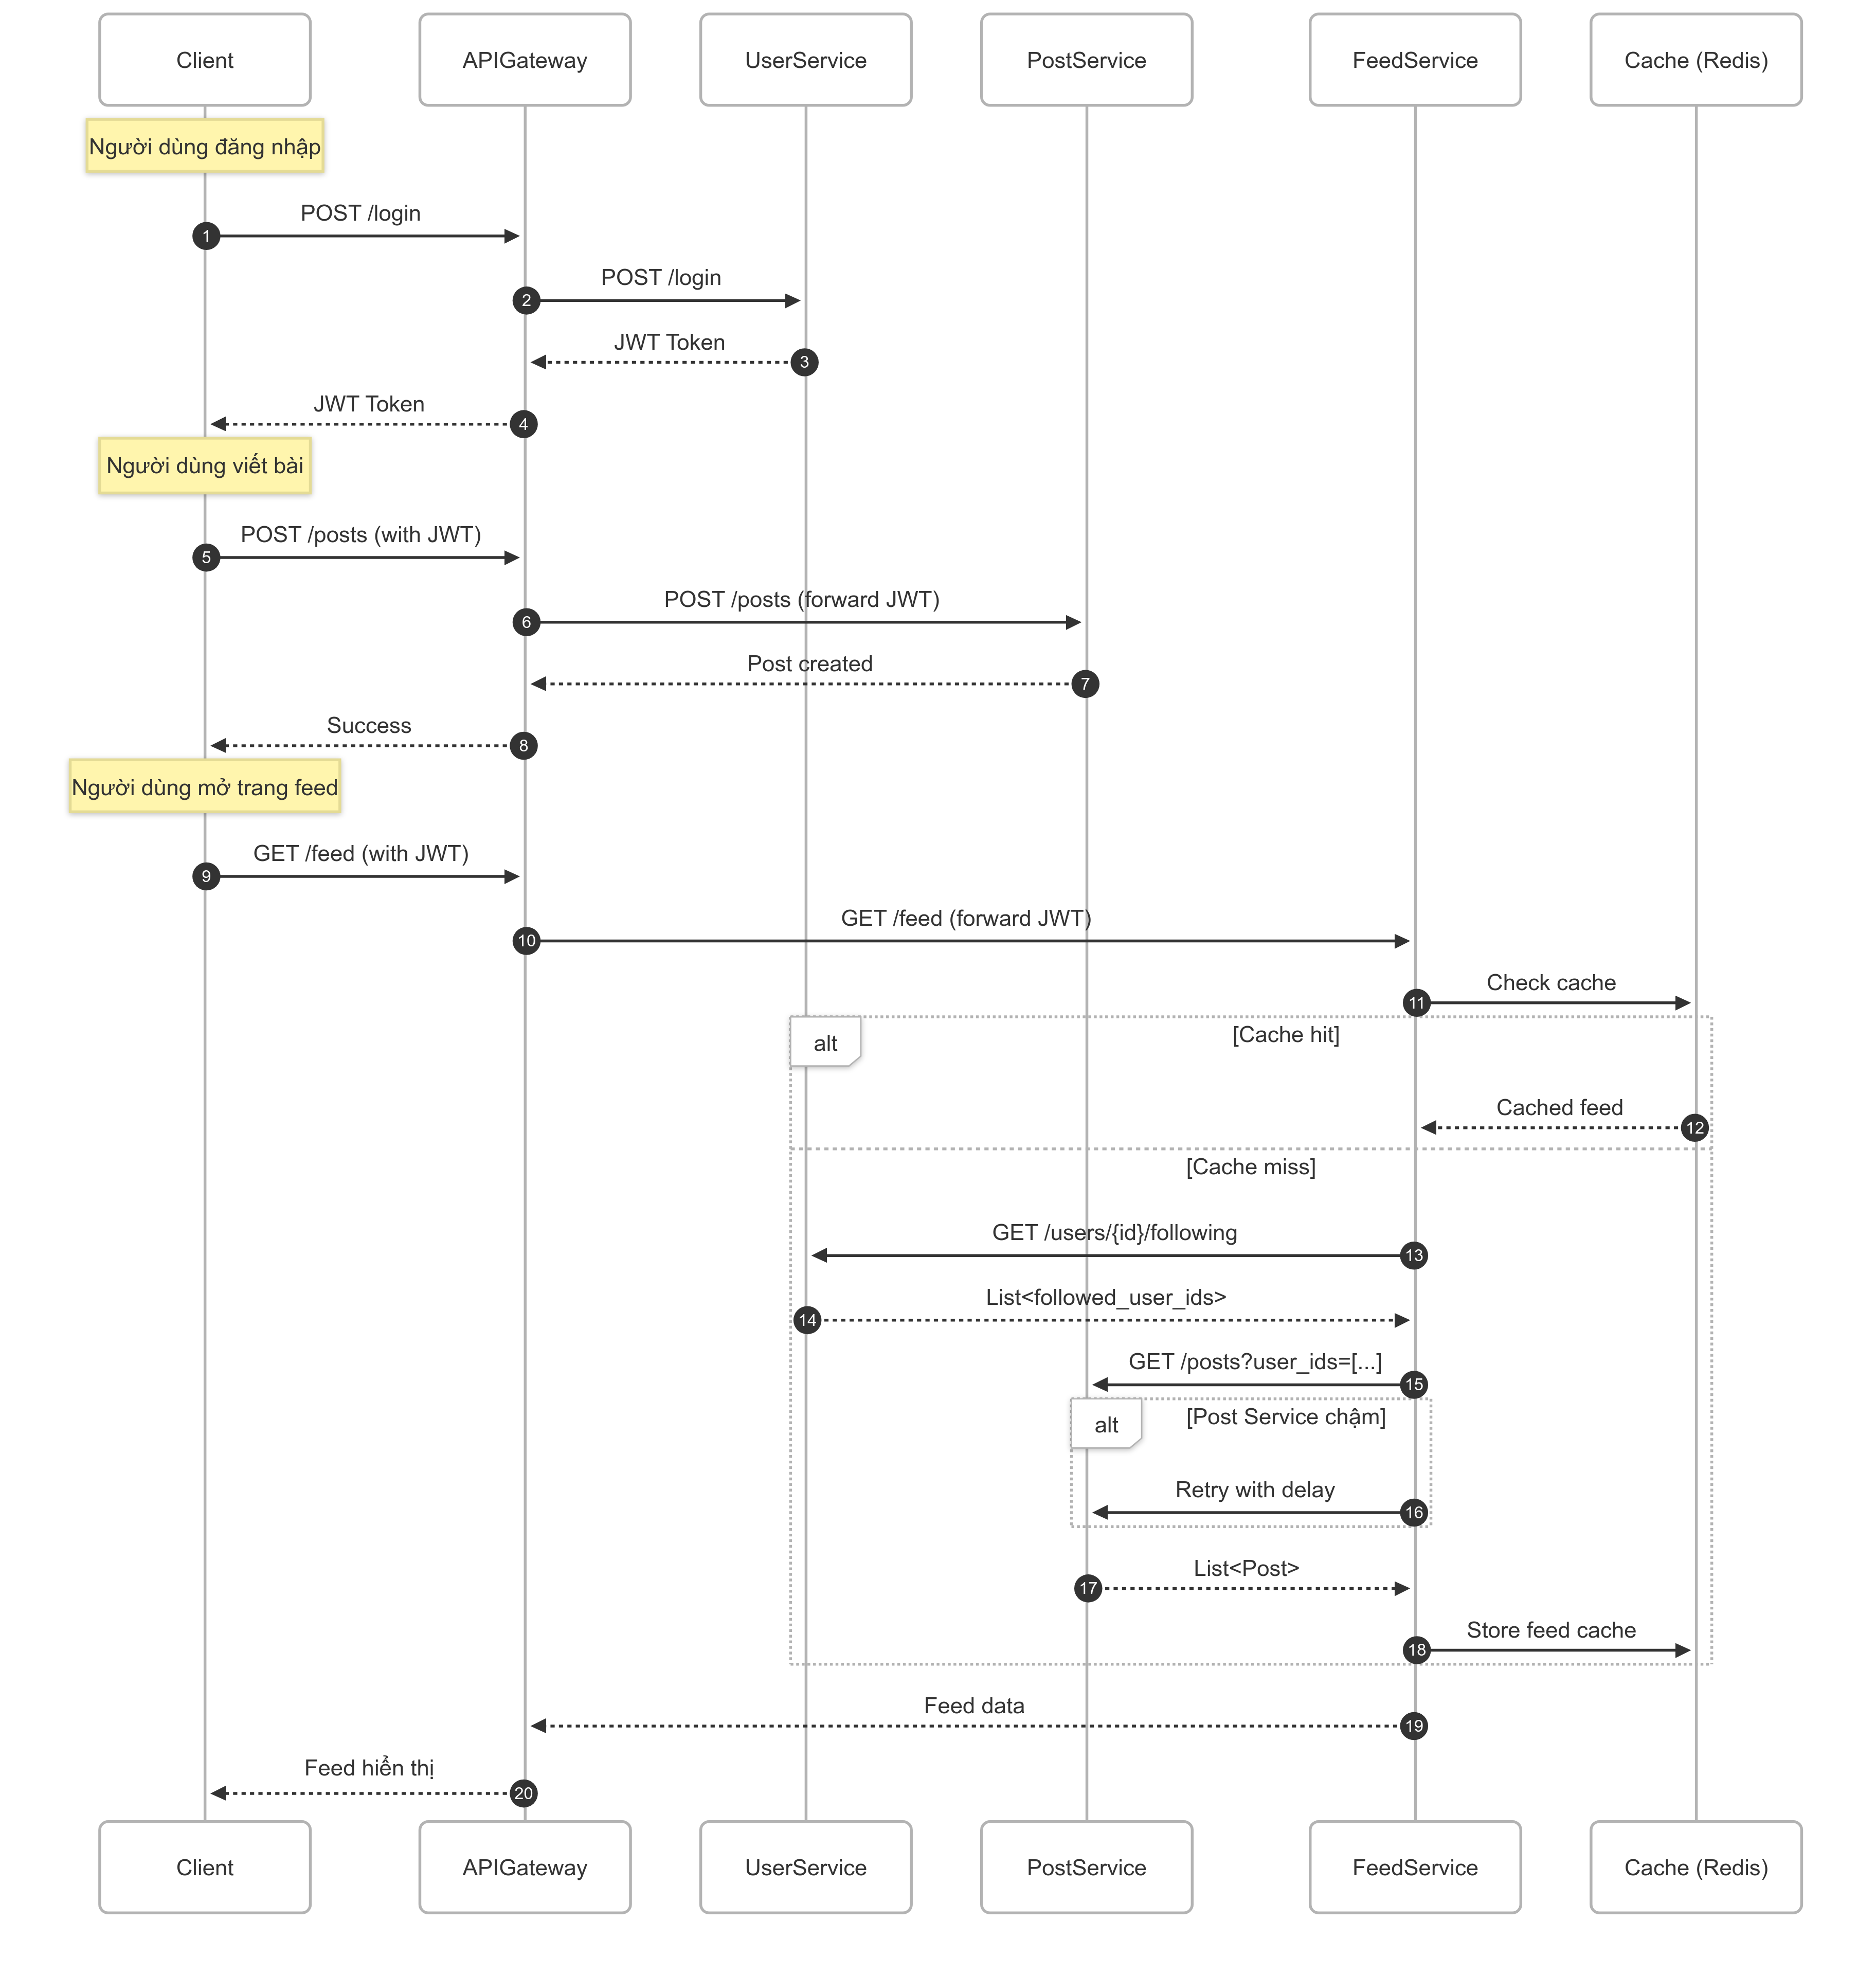 Client
APIGateway
UserService
PostService
FeedService
Cache (Redis)
Người dùng đăng nhập
POST /login
1
POST /login
2
JWT Token
3
JWT Token
4
Người dùng viết bài
POST /posts (with JWT)
5
POST /posts (forward JWT)
6
Post created
7
Success
8
Người dùng mở trang feed
GET /feed (with JWT)
9
GET /feed (forward JWT)
10
Check cache
11
alt
[Cache hit]
Cached feed
12
[Cache miss]
GET /users/{id}/following
13
List<followed_user_ids>
14
GET /posts?user_ids=[...]
15
alt
[Post Service chậm]
Retry with delay
16
List<Post>
17
Store feed cache
18
Feed data
19
Feed hiển thị
20
Client
APIGateway
UserService
PostService
FeedService
Cache (Redis)